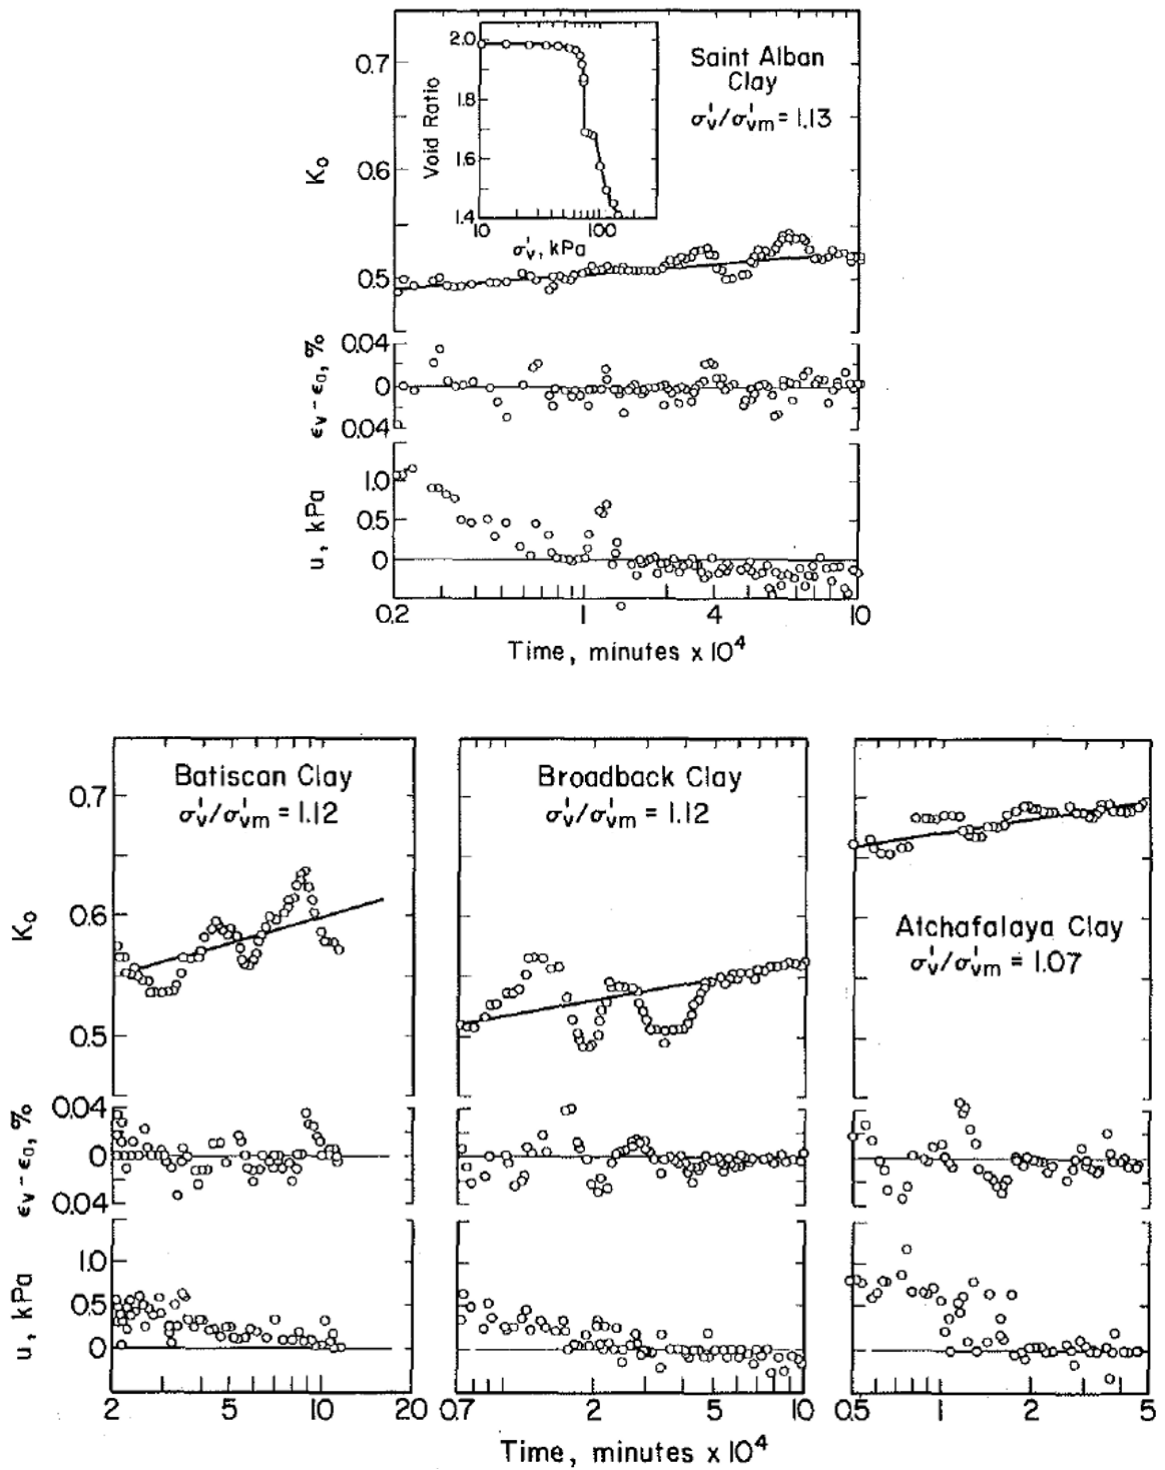 Saint Alban
Clay
σ'v/σ'vm = 1.13
2.0
1.8
1.6
1.4
Void Ratio
10
100
σ'v, kPa
0.7
0.6
0.5
K₀
0.04
0
0.04
εv - εa, %
1.0
0.5
0
u, kPa
0.2
1
4
10
Time, minutes x 10⁴
Batiscan Clay
σ'v/σ'vm = 1.12
Broadback Clay
σ'v/σ'vm = 1.12
Atchafalaya Clay
σ'v/σ'vm = 1.07
0.7
0.6
0.5
K₀
0.04
0
0.04
εv - εa, %
1.0
0.5
0
u, kPa
2
5
10
20
0.7
2
4
10
0.5
1
2
5
Time, minutes x 10⁴